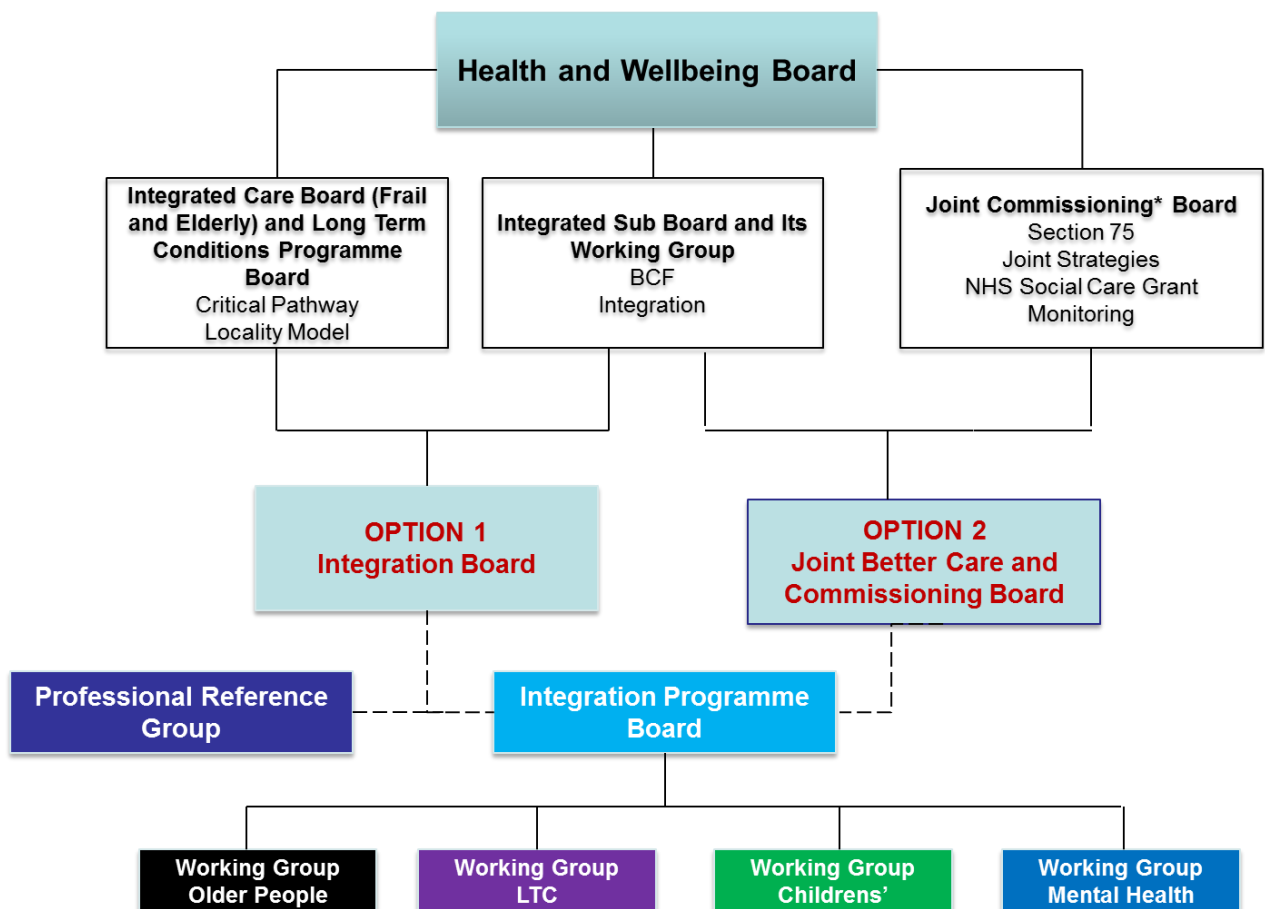 Health and Wellbeing Board
Integrated Care Board (Frail
and Elderly) and Long Term
Conditions Programme
Board
Critical Pathway
Locality Model
Integrated Sub Board and Its
Working Group
BCF
Integration
Joint Commissioning* Board
Section 75
Joint Strategies
NHS Social Care Grant
Monitoring
OPTION 1
Integration Board
OPTION 2
Joint Better Care and
Commissioning Board
Professional Reference
Group
Integration Programme
Board
Working Group
Older People
Working Group
LTC
Working Group
Childrens’
Working Group
Mental Health